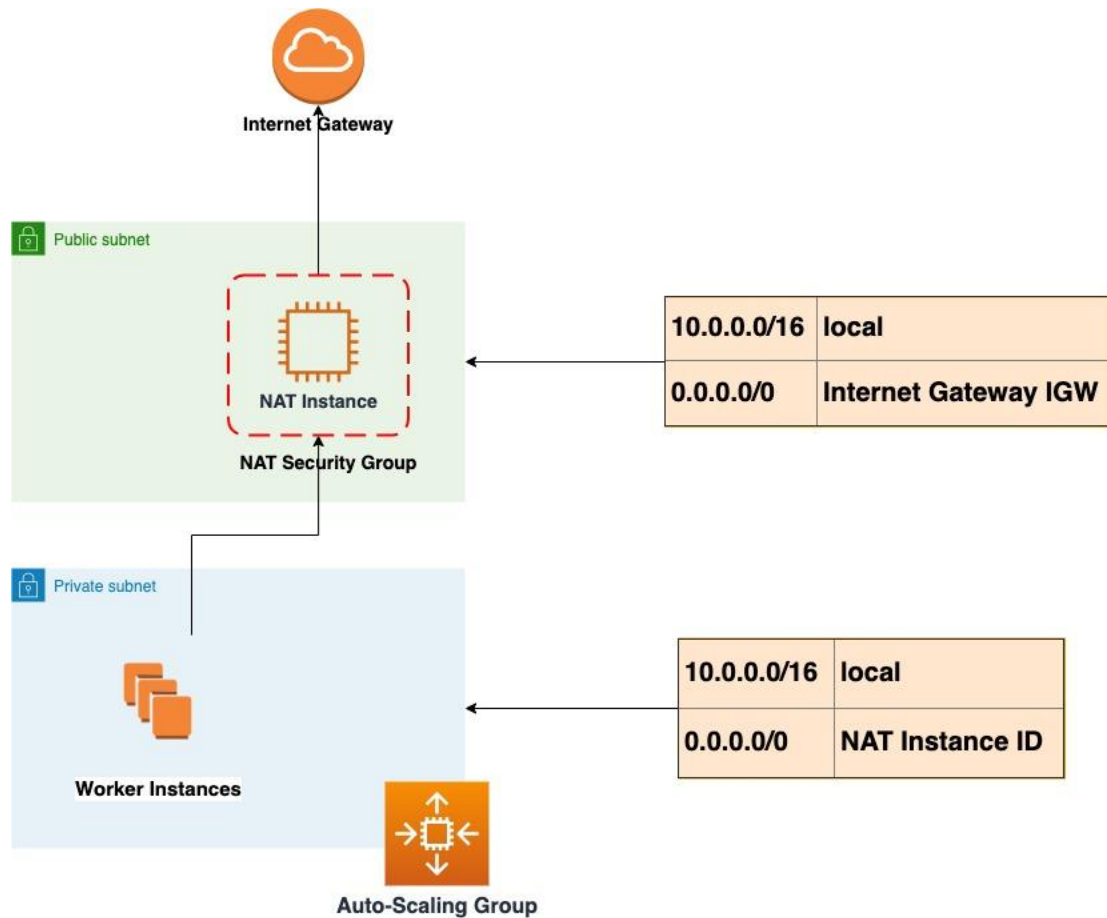 Internet Gateway
Public subnet
NAT Instance
NAT Security Group
10.0.0.0/16 local
0.0.0.0/0 Internet Gateway IGW
Private subnet
Worker Instances
10.0.0.0/16 local
0.0.0.0/0 NAT Instance ID
Auto-Scaling Group